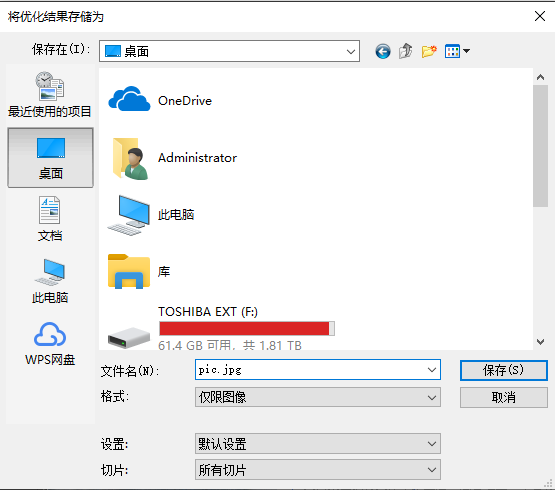 将优化结果存储为
保存在(I):
桌面
最近使用的项目
桌面
文档
此电脑
WPS网盘
OneDrive
Administrator
此电脑
库
TOSHIBA EXT (F:)
61.4 GB 可用，共 1.81 TB
文件名(N):
pic.jpg
保存(S)
格式:
仅限图像
取消
设置:
默认设置
切片:
所有切片